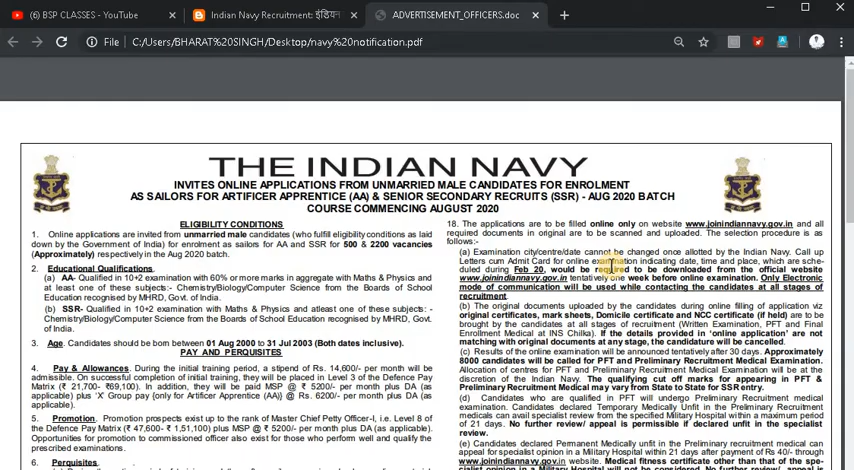 (6) BSP CLASSES - YouTube
Indian Navy Recruitment: इंडियन
ADVERTISEMENT_OFFICERS.doc
File | C:/Users/BHARAT%20SINGH/Desktop/navy%20notification.pdf
THE INDIAN NAVY
INVITES ONLINE APPLICATIONS FROM UNMARRIED MALE CANDIDATES FOR ENROLMENT
AS SAILORS FOR ARTIFICER APPRENTICE (AA) & SENIOR SECONDARY RECRUITS (SSR) - AUG 2020 BATCH
COURSE COMMENCING AUGUST 2020
ELIGIBILITY CONDITIONS
1. Online applications are invited from unmarried male candidates (who fulfill eligibility conditions as laid
down by the Government of India) for enrolment as sailors for AA and SSR for 500 & 2200 vacancies
(Approximately) respectively in the Aug 2020 batch.
2. Educational Qualifications.
(a) AA- Qualified in 10+2 examination with 60% or more marks in aggregate with Maths & Physics and
at least one of these subjects:- Chemistry/Biology/Computer Science from the Boards of School
Education recognised by MHRD, Govt. of India.
(b) SSR- Qualified in 10+2 examination with Maths & Physics and atleast one of these subjects: -
Chemistry/Biology/Computer Science from the Boards of School Education recognised by MHRD, Govt.
of India.
3. Age. Candidates should be born between 01 Aug 2000 to 31 Jul 2003 (Both dates inclusive).
PAY AND PERQUISITES
4. Pay & Allowances. During the initial training period, a stipend of Rs. 14,600/- per month will be
admissible. On successful completion of initial training, they will be placed in Level 3 of the Defence Pay
Matrix (₹ 21,700- ₹69,100). In addition, they will be paid MSP @ ₹ 5200/- per month plus DA (as
applicable) plus 'X' Group pay (only for Artificer Apprentice (AA)) @ Rs. 6200/- per month plus DA (as
applicable).
5. Promotion. Promotion prospects exist up to the rank of Master Chief Petty Officer-I, i.e. Level 8 of
the Defence Pay Matrix (₹ 47,600- ₹ 1,51,100) plus MSP @ ₹ 5200/- per month plus DA (as applicable).
Opportunities for promotion to commissioned officer also exist for those who perform well and qualify the
prescribed examinations.
6. Perquisites.
18. The applications are to be filled online only on website www.joinindiannavy.gov.in and all
required documents in original are to be scanned and uploaded. The selection procedure is as
follows:-
(a) Examination city/centre/date cannot be changed once allotted by the Indian Navy. Call up
Letters cum Admit Card for online examination indicating date, time and place, which are sche-
duled during Feb 20, would be required to be downloaded from the official website
www.joinindiannavy.gov.in tentatively one week before online examination. Only Electronic
mode of communication will be used while contacting the candidates at all stages of
recruitment.
(b) The original documents uploaded by the candidates during online filling of application viz
original certificates, mark sheets, Domicile certificate and NCC certificate (if held) are to be
brought by the candidates at all stages of recruitment (Written Examination, PFT and Final
Enrollment Medical at INS Chilka). If the details provided in 'online application' are not
matching with original documents at any stage, the candidature will be cancelled.
(c) Results of the online examination will be announced tentatively after 30 days. Approximately
8000 candidates will be called for PFT and Preliminary Recruitment Medical Examination.
Allocation of centres for PFT and Preliminary Recruitment Medical Examination will be at the
discretion of the Indian Navy. The qualifying cut off marks for appearing in PFT &
Preliminary Recruitment Medical may vary from State to State for SSR entry.
(d) Candidates who are qualified in PFT will undergo Preliminary Recruitment Medical
examination. Candidates declared Temporary Medically Unfit in the Preliminary recruitment
medicals can avail specialist review from the specified Military Hospital within a maximum period
of 21 days. No further review/ appeal is permissible if declared unfit in the specialist
review.
(e) Candidates declared Permanent Medically Unfit in the Preliminary recruitment medical can
appeal for specialist opinion in a Military Hospital within 21 days after payment of Rs 40/- through
www.joinindiannavy.gov.in website. Medical fitness certificate other than that of the spe-
cialist opinion in a Military Hospital will not be considered. No further review/ appeal is